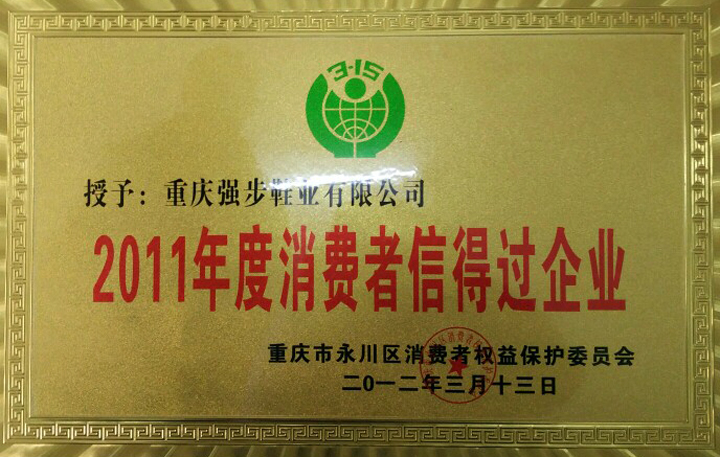 3·15
授予：重庆强步鞋业有限公司
2011年度消费者信得过企业
重庆市永川区消费者权益保护委员会
二0一二年三月十三日